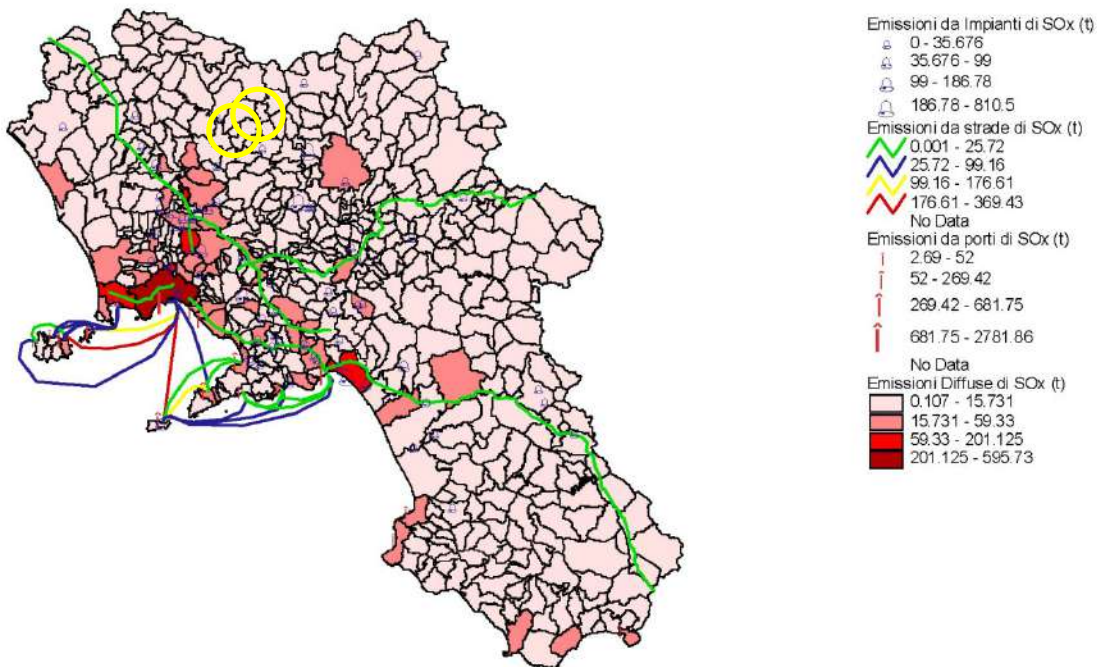 Emissioni da Impianti di SOx (t)
0 - 35.676
35.676 - 99
99 - 186.78
186.78 - 810.5
Emissioni da strade di SOx (t)
0.001 - 25.72
25.72 - 99.16
99.16 - 176.61
176.61 - 369.43
No Data
Emissioni da porti di SOx (t)
2.69 - 52
52 - 269.42
269.42 - 681.75
681.75 - 2781.86
No Data
Emissioni Diffuse di SOx (t)
0.107 - 15.731
15.731 - 59.33
59.33 - 201.125
201.125 - 595.73